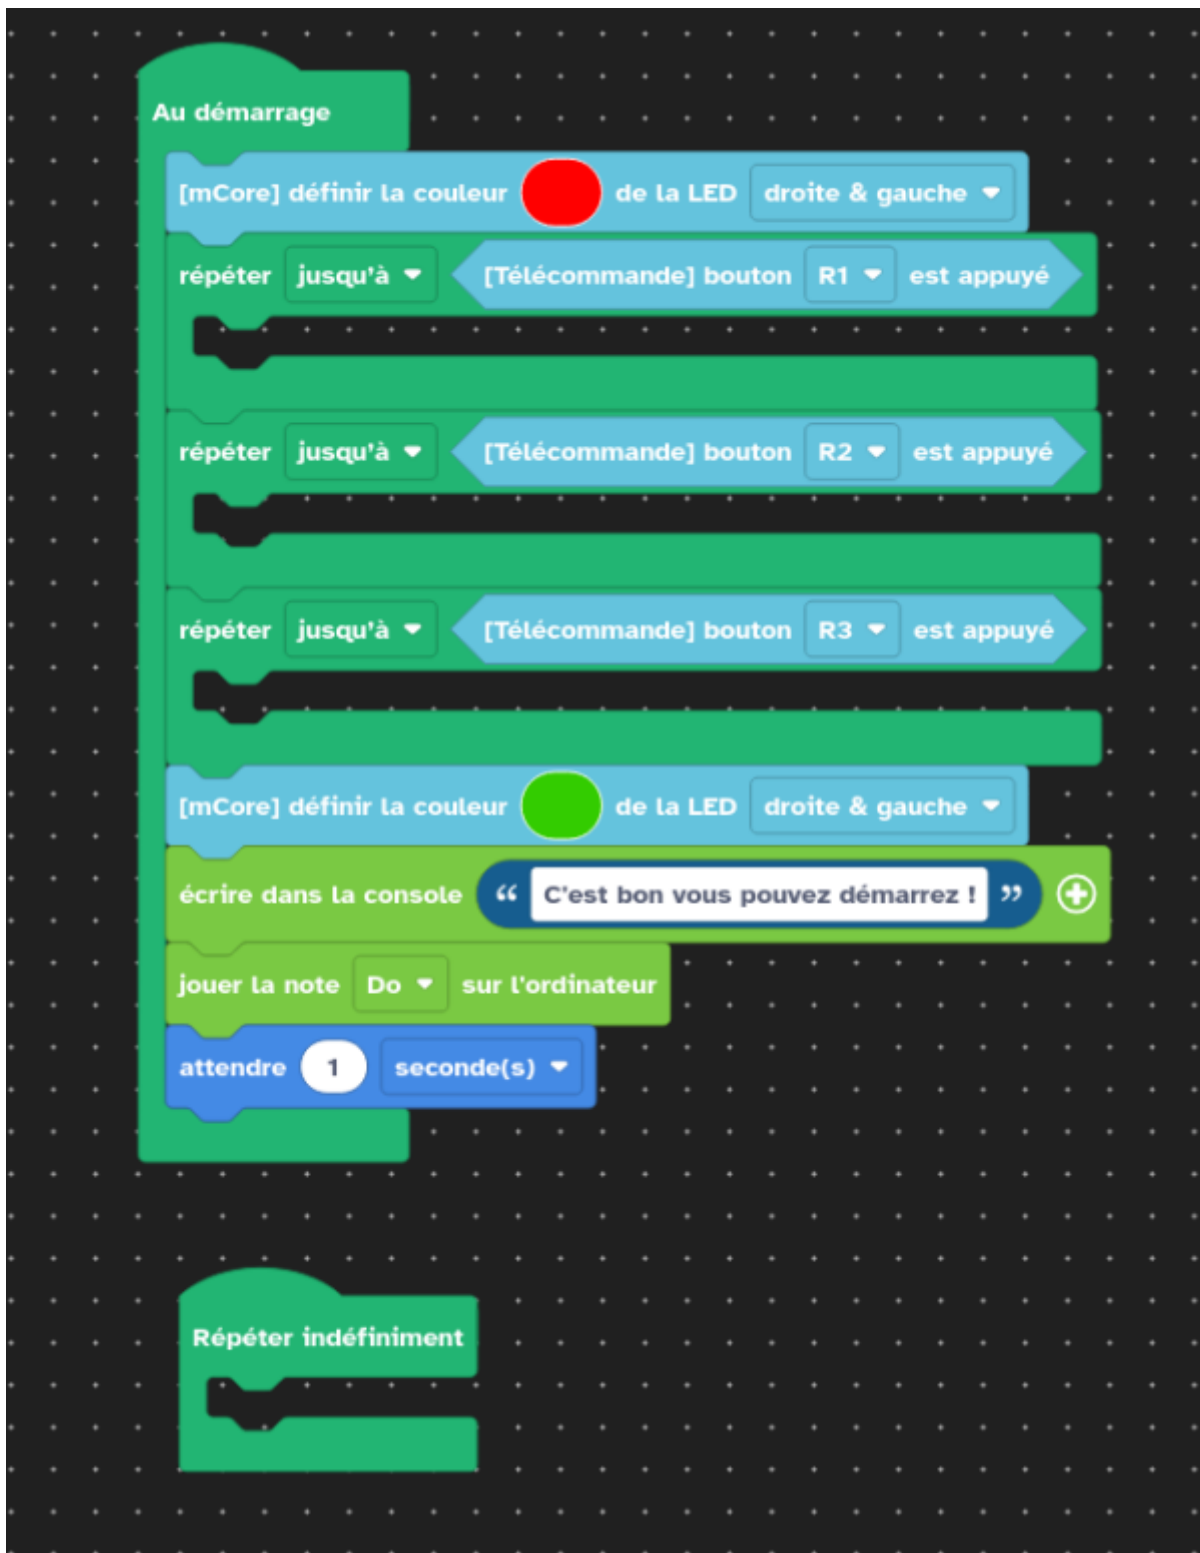 Au démarrage
[mCore] définir la couleur de la LED droite & gauche
répéter jusqu'à [Télécommande] bouton R1 est appuyé
répéter jusqu'à [Télécommande] bouton R2 est appuyé
répéter jusqu'à [Télécommande] bouton R3 est appuyé
[mCore] définir la couleur de la LED droite & gauche
écrire dans la console “ C'est bon vous pouvez démarrez ! ”
jouer la note Do sur l'ordinateur
attendre 1 seconde(s)
Répéter indéfiniment